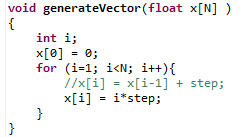 void generateVector(float x[N] )
{
    int i;
    x[0] = 0;
    for (i=1; i<N; i++){
        //x[i] = x[i-1] + step;
        x[i] = i*step;
    }
}